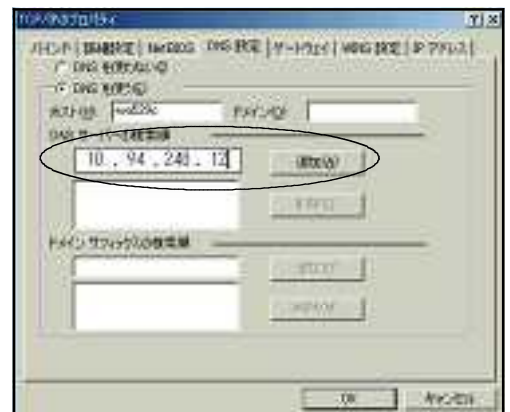 TCP/IPのプロパティ
バインド 詳細設定 NetBIOS DNS 設定 ゲートウェイ WINS 設定 IP アドレス
DNS を使わない(I)
DNS を使う(E)
ホスト(H) ドメイン(O)
DNS サーバーの検索順
10 . 94 . 248 . 12 追加(A)
ドメイン サフィックスの検索順
OK キャンセル